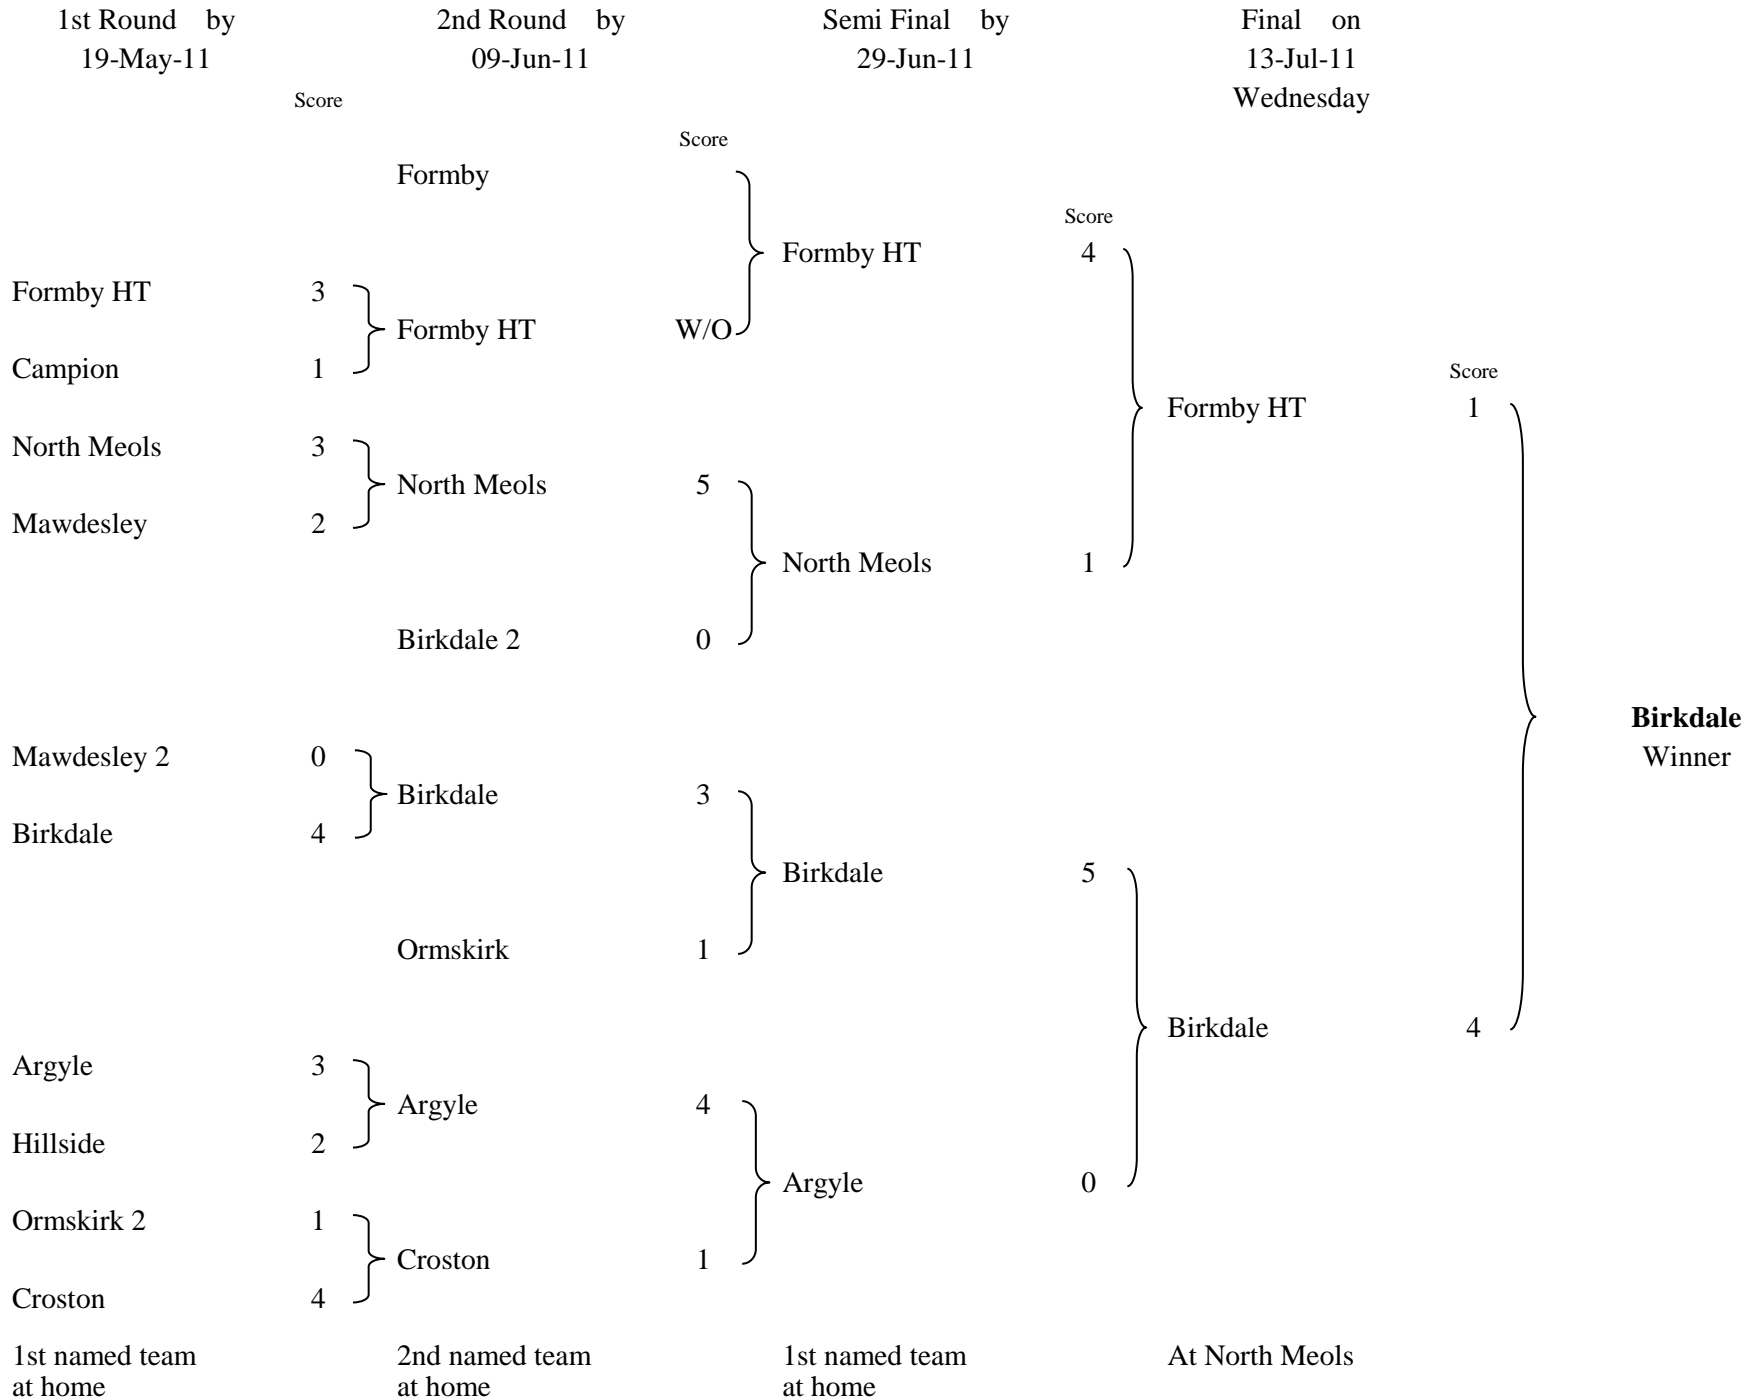 1st Round by 2nd Round by Semi Final by Final on
19-May-11 09-Jun-11 29-Jun-11 13-Jul-11
Score Wednesday
Score
Formby
Score
Formby HT 4
Formby HT 3
Formby HT W/O
Campion 1 Score
Formby HT 1
North Meols 3
North Meols 5
Mawdesley 2
North Meols 1
Birkdale 2 0
Birkdale
Mawdesley 2 0 Winner
Birkdale 3
Birkdale 4
Birkdale 5
Ormskirk 1
Birkdale 4
Argyle 3
Argyle 4
Hillside 2
Argyle 0
Ormskirk 2 1
Croston 1
Croston 4
1st named team 2nd named team 1st named team At North Meols
at home at home at home